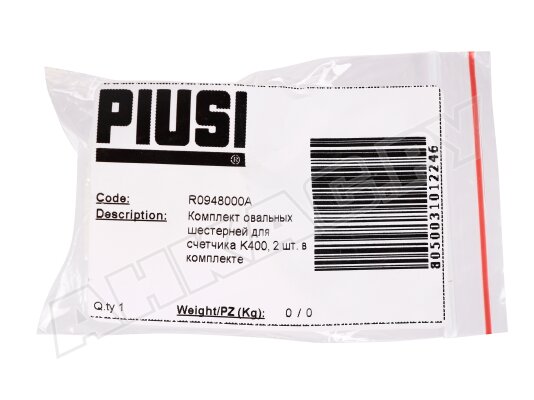 PIUSI
®
Code: R0948000A
Description: Комплект овальных
шестерней для
счетчика K400, 2 шт. в
комплекте
Q.ty 1 Weight/PZ (Kg): 0 / 0
8050031012246